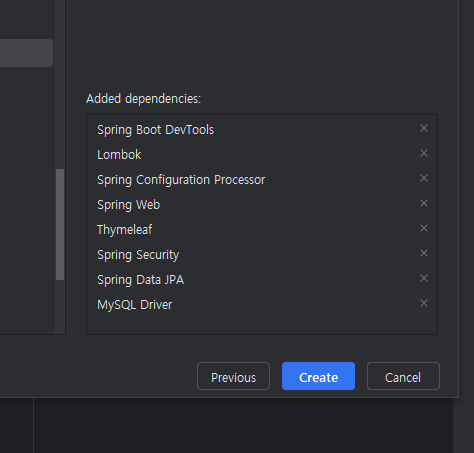 Added dependencies:
Spring Boot DevTools
Lombok
Spring Configuration Processor
Spring Web
Thymeleaf
Spring Security
Spring Data JPA
MySQL Driver
Previous Create Cancel